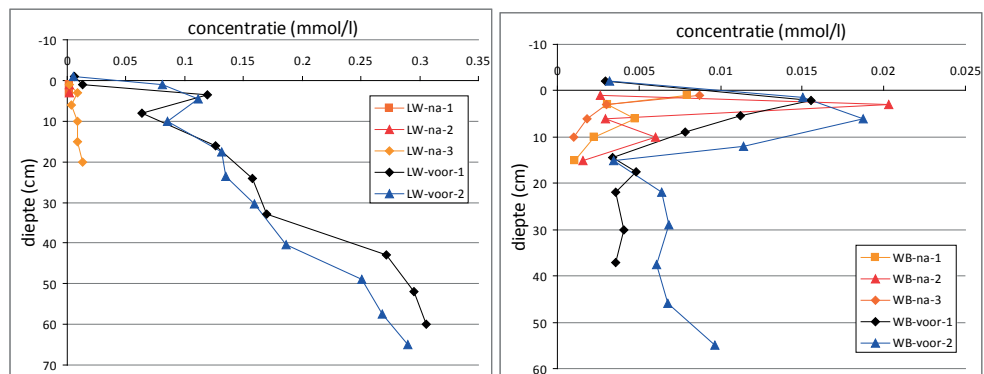 concentratie (mmol/l)
-10 0 0.05 0.1 0.15 0.2 0.25 0.3 0.35
0
10
20
30
40
50
60
70
diepte (cm)
LW-na-1
LW-na-2
LW-na-3
LW-voor-1
LW-voor-2
concentratie (mmol/l)
-10 0 0.005 0.01 0.015 0.02 0.025
0
10
20
30
40
50
60
diepte (cm)
WB-na-1
WB-na-2
WB-na-3
WB-voor-1
WB-voor-2